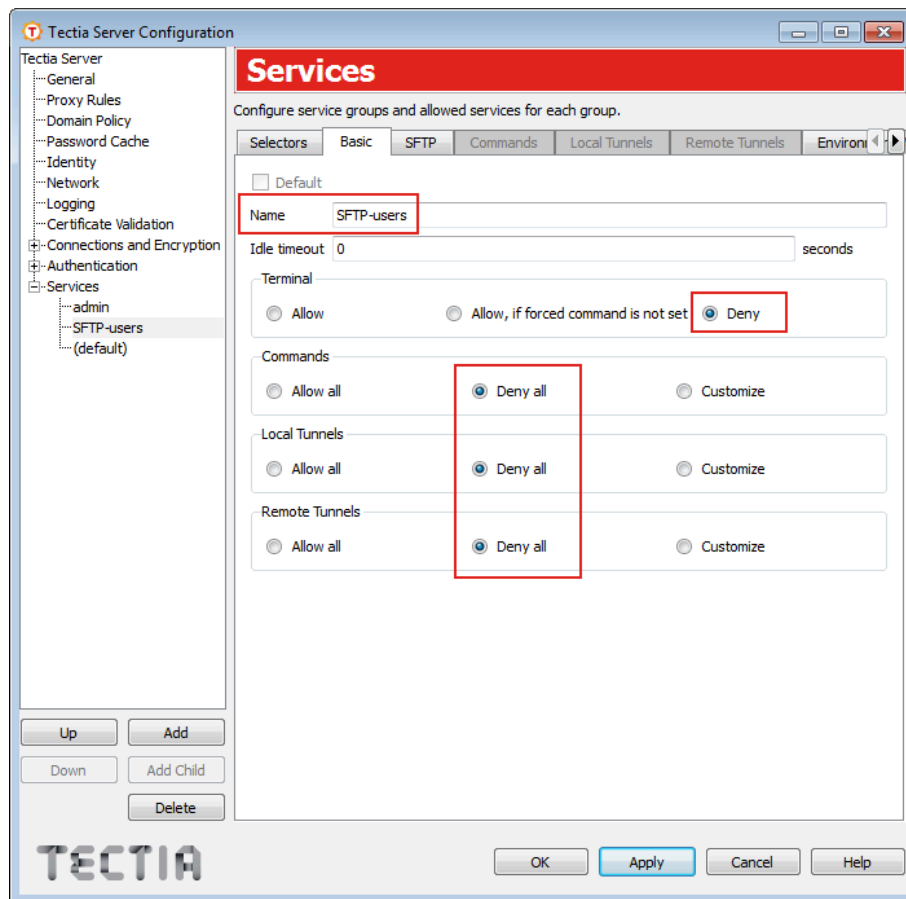 Tectia Server Configuration
Tectia Server
General
Proxy Rules
Domain Policy
Password Cache
Identity
Network
Logging
Certificate Validation
Connections and Encryption
Authentication
Services
admin
SFTP-users
(default)
Up Add
Down Add Child
Delete
TECTIA
Services
Configure service groups and allowed services for each group.
Selectors Basic SFTP Commands Local Tunnels Remote Tunnels
Default
Name SFTP-users
Idle timeout 0 seconds
Terminal
Allow Allow, if forced command is not set Deny
Commands
Allow all Deny all Customize
Local Tunnels
Allow all Deny all Customize
Remote Tunnels
Allow all Deny all Customize
OK Apply Cancel Help